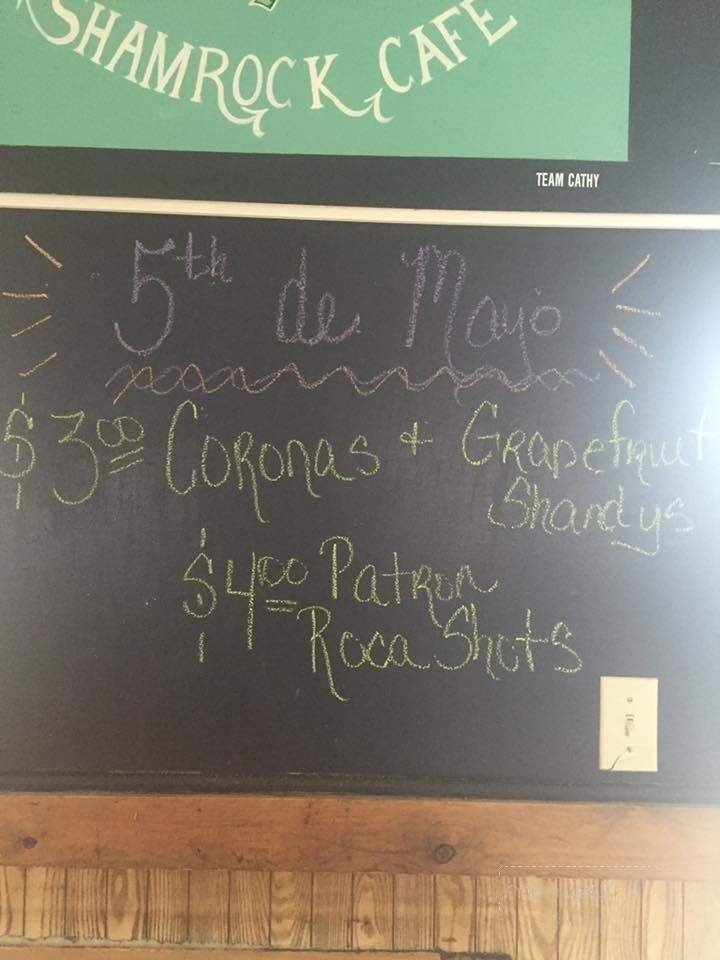 SHAMROCK CAFE
TEAM CATHY
5th de Mayo
$3.00 Coronas + Grapefruit
Shandys
$4.00 Patron
Roca Shots